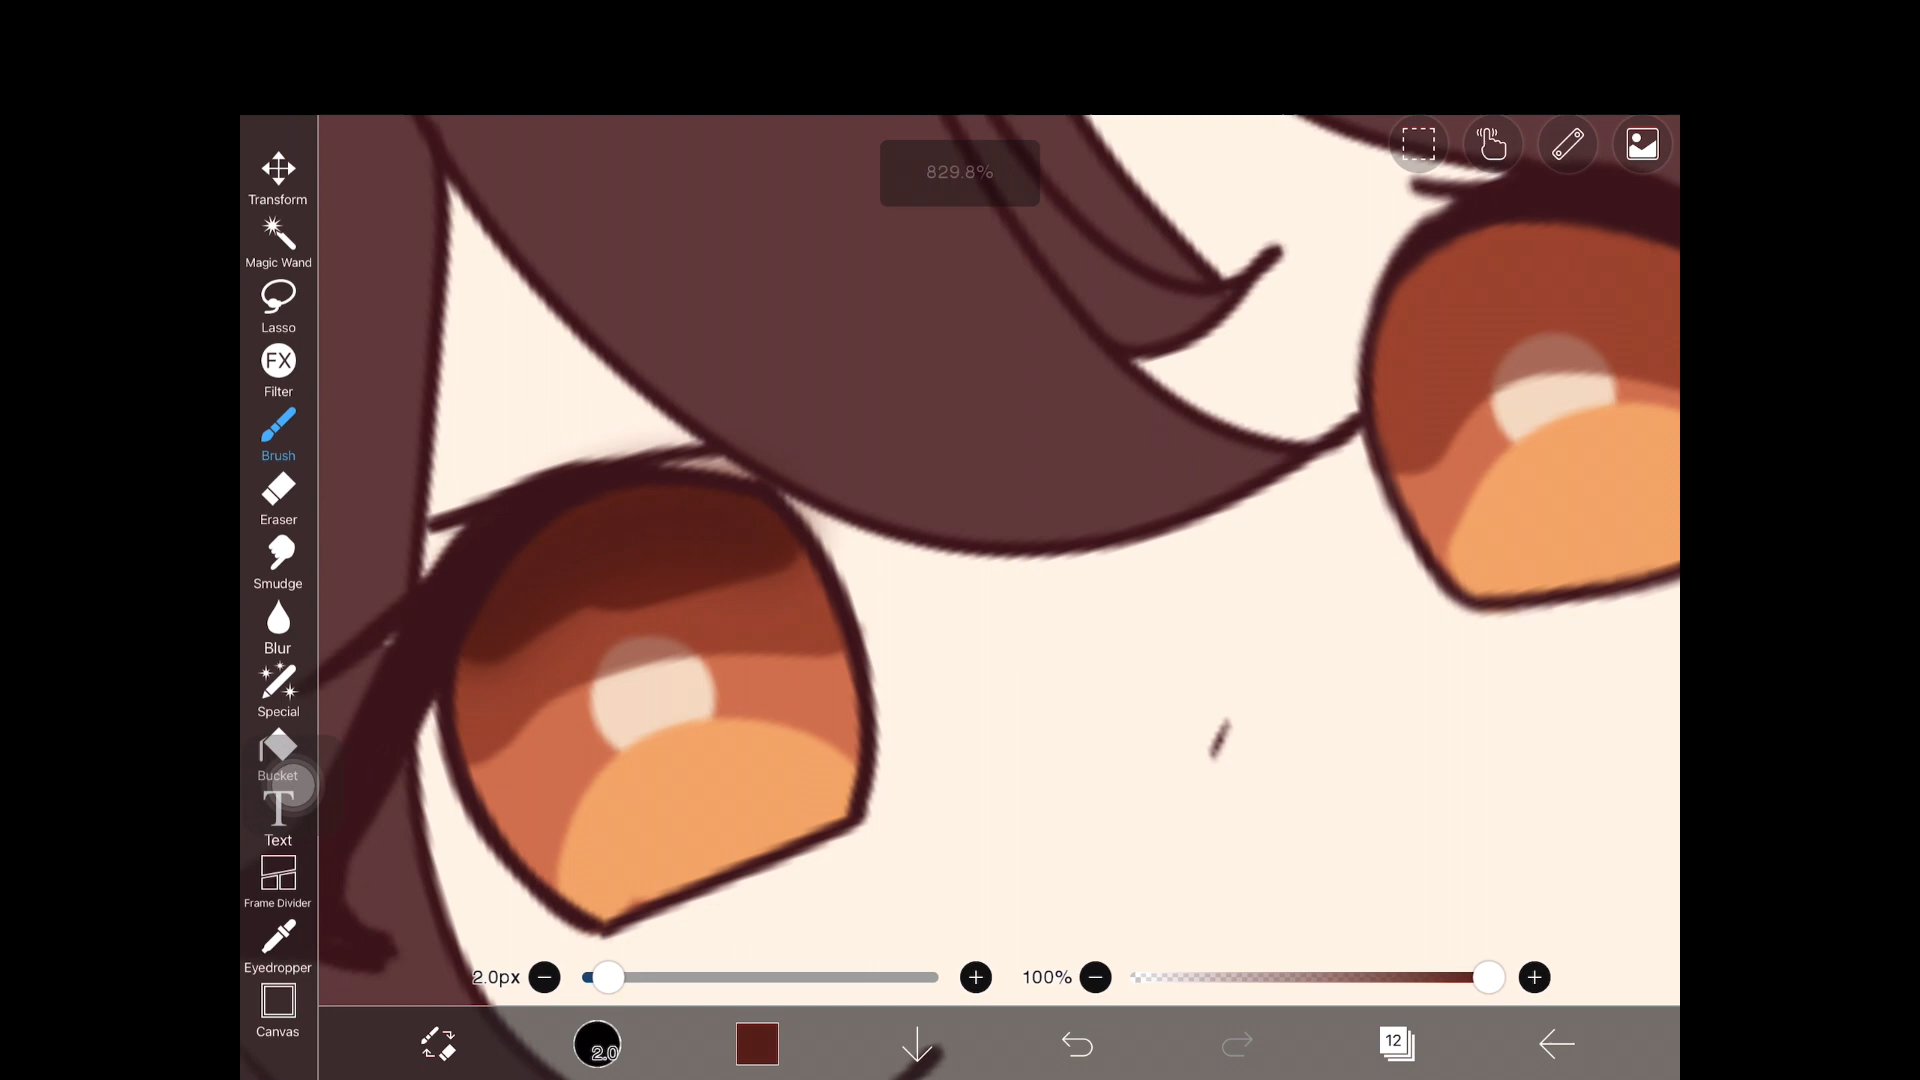 829.8%
Transform
Magic Wand
Lasso
FX
Filter
Brush
Eraser
Smudge
Blur
Special
Bucket
T
Text
Frame Divider
Eyedropper
Canvas
2.0px
100%
2.0
12